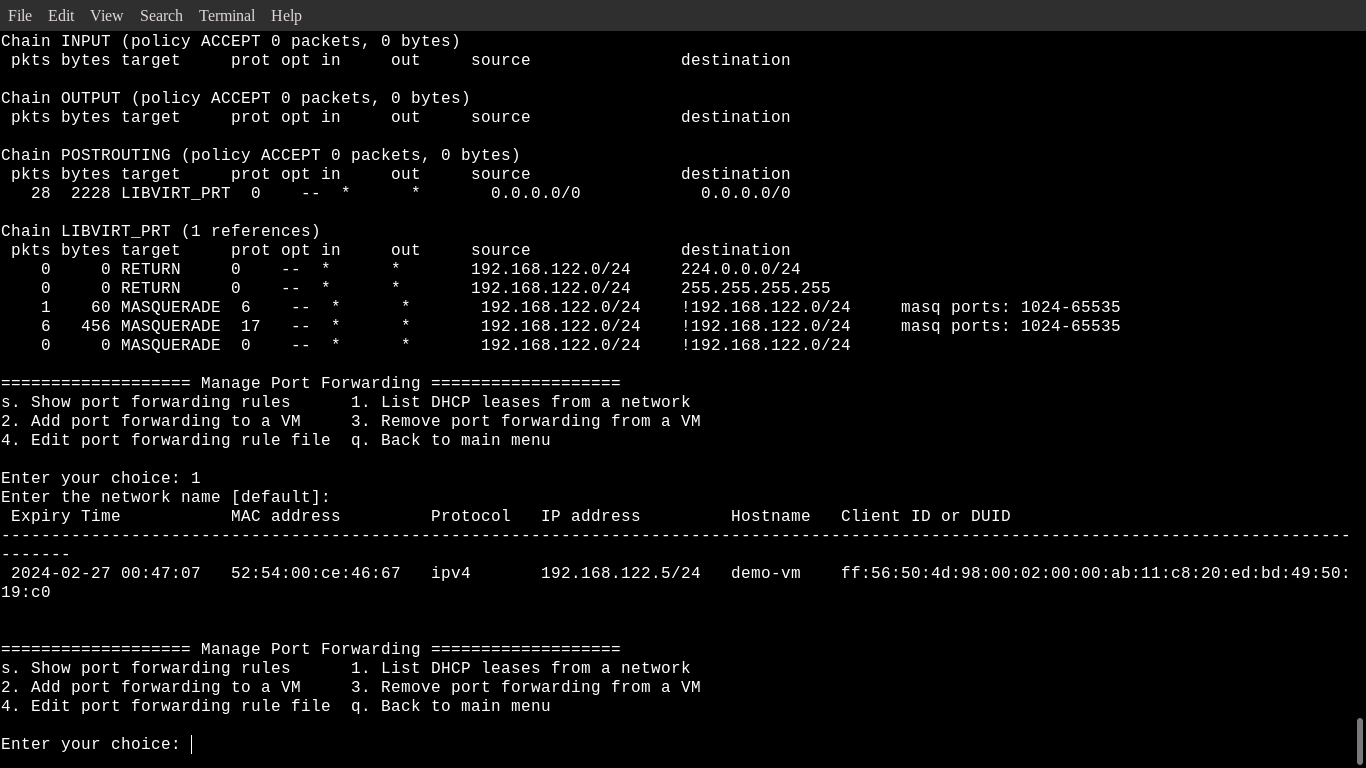 File Edit View Search Terminal Help
Chain INPUT (policy ACCEPT 0 packets, 0 bytes)
 pkts bytes target     prot opt in     out     source               destination

Chain OUTPUT (policy ACCEPT 0 packets, 0 bytes)
 pkts bytes target     prot opt in     out     source               destination

Chain POSTROUTING (policy ACCEPT 0 packets, 0 bytes)
 pkts bytes target     prot opt in     out     source               destination
   28  2228 LIBVIRT_PRT  0    --  *      *       0.0.0.0/0            0.0.0.0/0

Chain LIBVIRT_PRT (1 references)
 pkts bytes target     prot opt in     out     source               destination
    0     0 RETURN     0    --  *      *       192.168.122.0/24     224.0.0.0/24
    0     0 RETURN     0    --  *      *       192.168.122.0/24     255.255.255.255
    1    60 MASQUERADE  6    --  *      *       192.168.122.0/24    !192.168.122.0/24     masq ports: 1024-65535
    6   456 MASQUERADE  17   --  *      *       192.168.122.0/24    !192.168.122.0/24     masq ports: 1024-65535
    0     0 MASQUERADE  0    --  *      *       192.168.122.0/24    !192.168.122.0/24

=================== Manage Port Forwarding ===================
s. Show port forwarding rules      1. List DHCP leases from a network
2. Add port forwarding to a VM     3. Remove port forwarding from a VM
4. Edit port forwarding rule file  q. Back to main menu

Enter your choice: 1
Enter the network name [default]:
 Expiry Time           MAC address         Protocol   IP address         Hostname   Client ID or DUID
---------------------------------------------------------------------------------------------------------------------------------------
-------
 2024-02-27 00:47:07   52:54:00:ce:46:67   ipv4       192.168.122.5/24   demo-vm    ff:56:50:4d:98:00:02:00:00:ab:11:c8:20:ed:bd:49:50:
19:c0

=================== Manage Port Forwarding ===================
s. Show port forwarding rules      1. List DHCP leases from a network
2. Add port forwarding to a VM     3. Remove port forwarding from a VM
4. Edit port forwarding rule file  q. Back to main menu

Enter your choice: